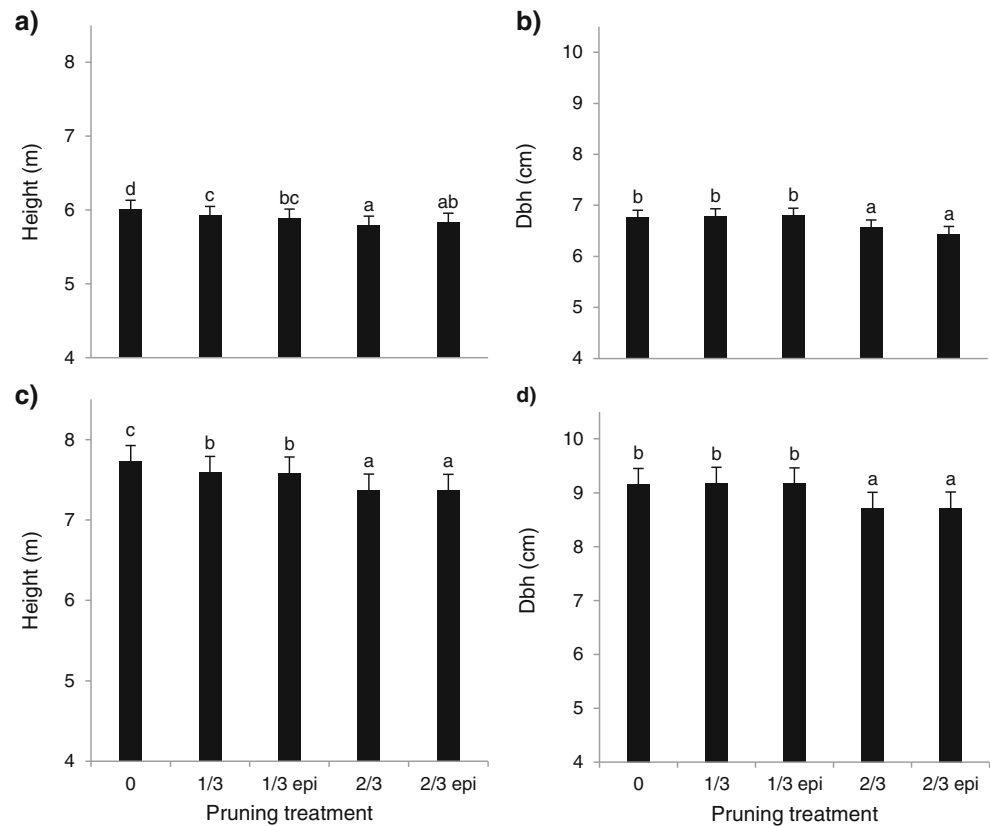 a)
Height (m)
8
7
6
5
4
d
c
bc
a
ab
b)
Dbh (cm)
10
9
8
7
6
5
4
b
b
b
a
a
c)
Height (m)
8
7
6
5
4
c
b
b
a
a
0
1/3
1/3 epi
2/3
2/3 epi
Pruning treatment
d)
Dbh (cm)
10
9
8
7
6
5
4
b
b
b
a
a
0
1/3
1/3 epi
2/3
2/3 epi
Pruning treatment